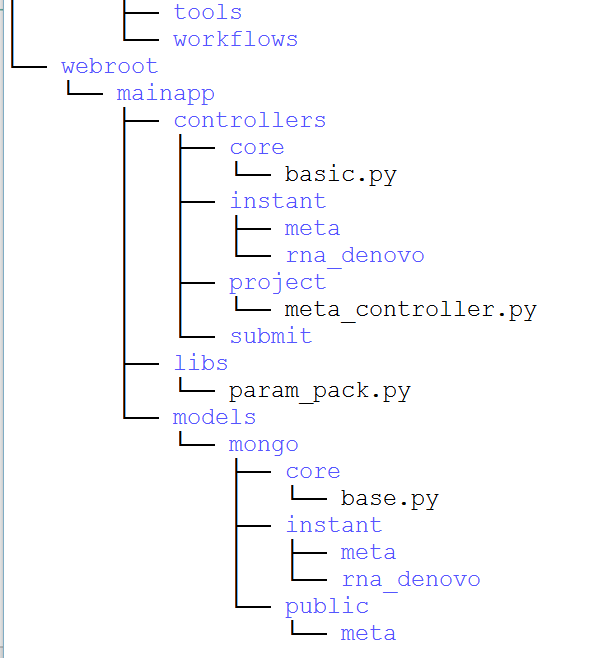 tools
workflows
webroot
mainapp
controllers
core
basic.py
instant
meta
rna_denovo
project
meta_controller.py
submit
libs
param_pack.py
models
mongo
core
base.py
instant
meta
rna_denovo
public
meta